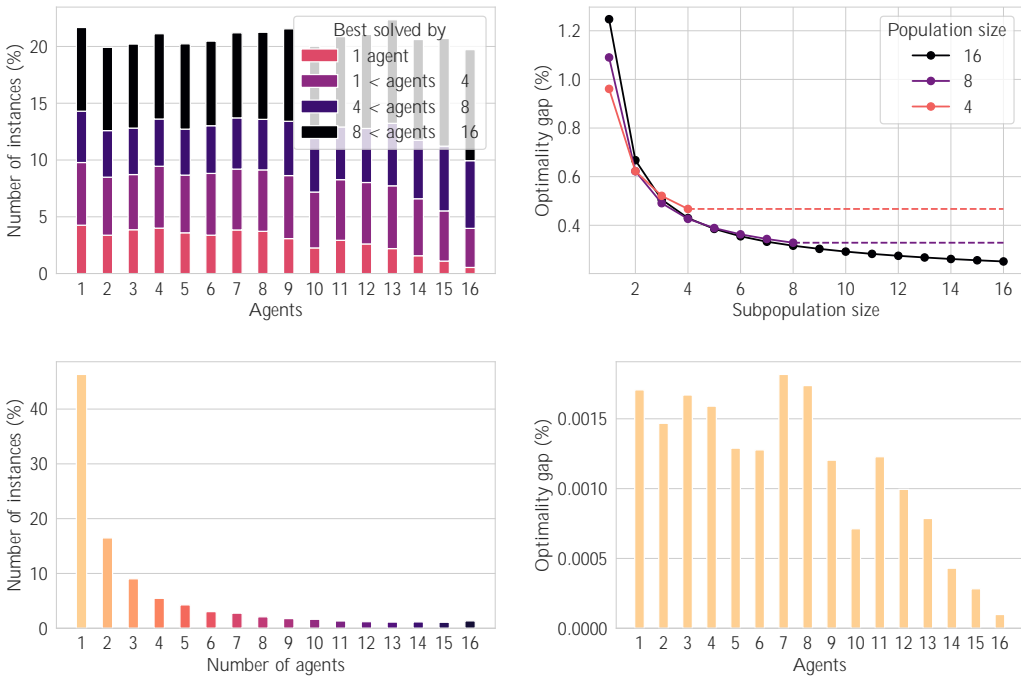 Number of instances (%)
20
15
10
5
0
Best solved by
1 agent
1 < agents 4
4 < agents 8
8 < agents 16
1 2 3 4 5 6 7 8 9 10 11 12 13 14 15 16
Agents
Optimality gap (%)
1.2
1.0
0.8
0.6
0.4
Population size
16
8
4
2 4 6 8 10 12 14 16
Subpopulation size
Number of instances (%)
40
30
20
10
0
1 2 3 4 5 6 7 8 9 10 11 12 13 14 15 16
Number of agents
Optimality gap (%)
0.0015
0.0010
0.0005
0.0000
1 2 3 4 5 6 7 8 9 10 11 12 13 14 15 16
Agents